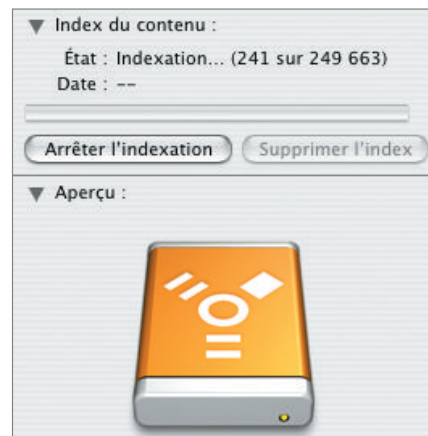 Index du contenu :
État : Indexation... (241 sur 249 663)
Date : --
Arrêter l'indexation
Supprimer l'index
Aperçu :